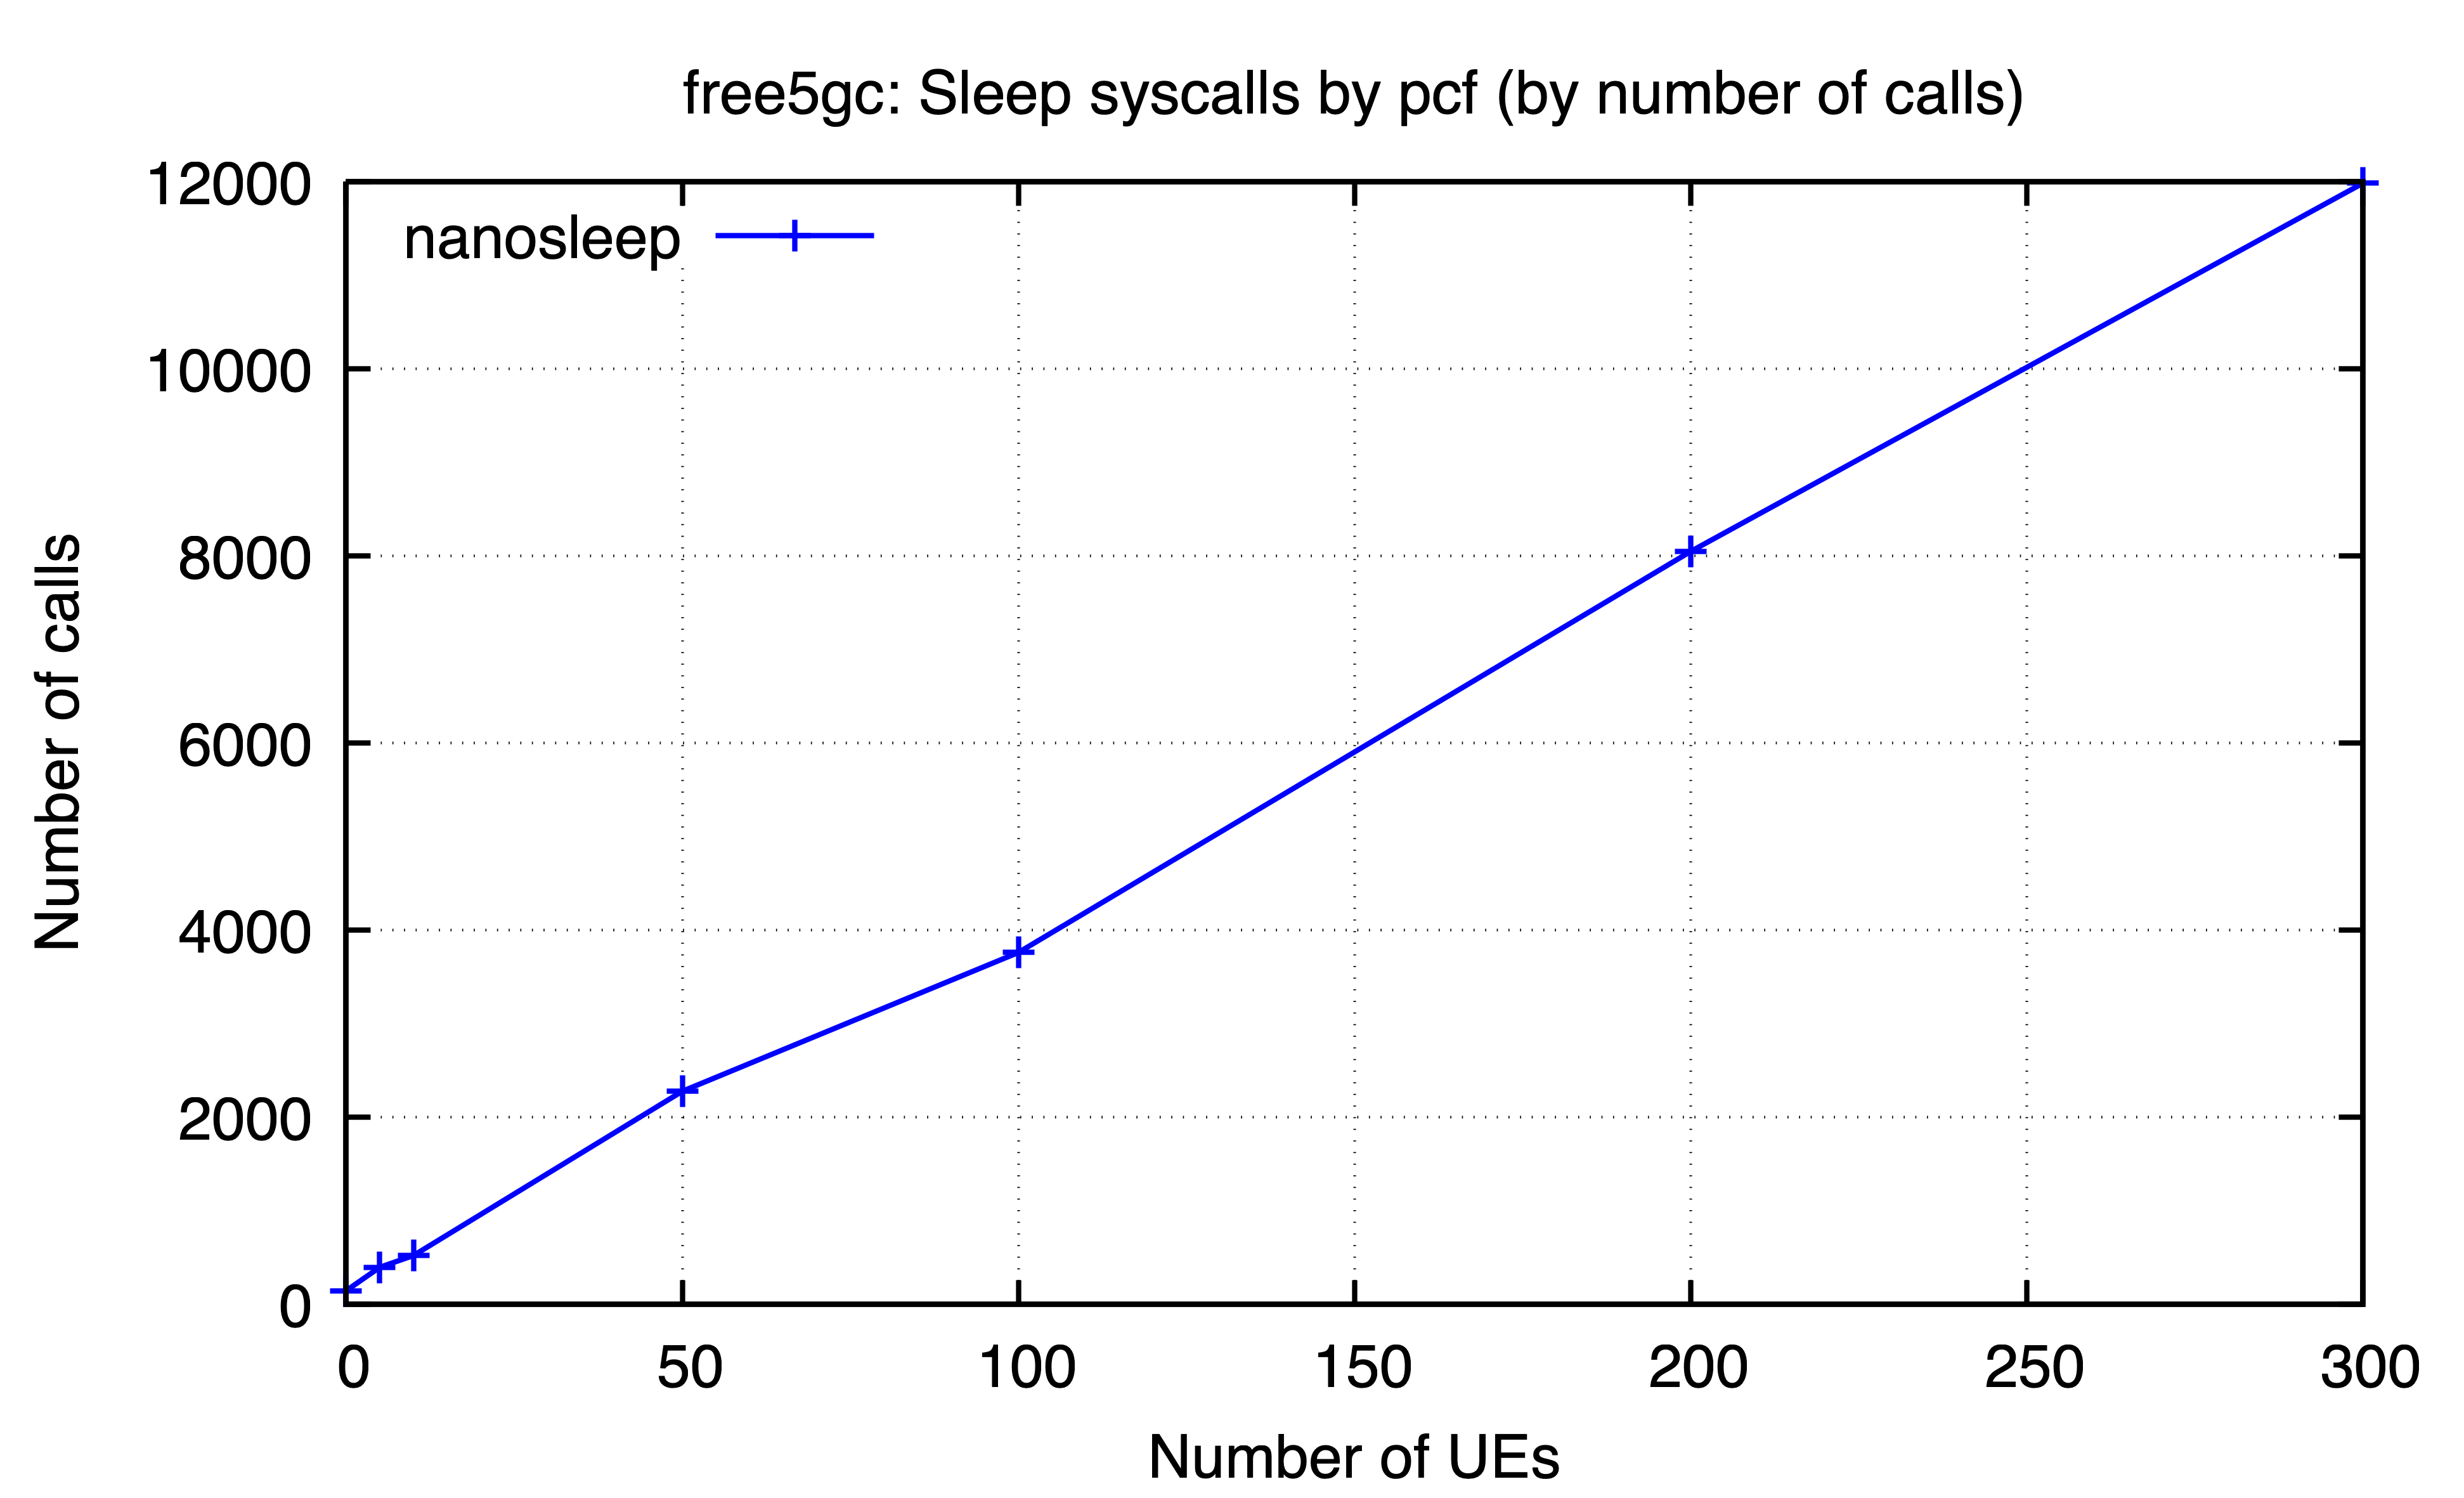 free5gc: Sleep syscalls by pcf (by number of calls)
12000
nanosleep
10000
8000
6000
4000
2000
0
Number of calls
0 50 100 150 200 250 300
Number of UEs